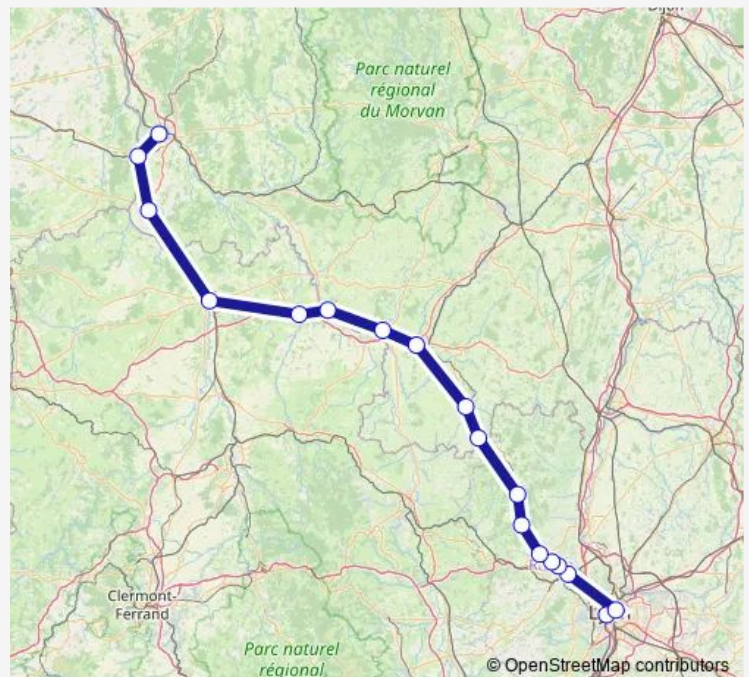 Dijon
Parc naturel
régional
du Morvan
Clermont-
Ferrand
Parc naturel
régional
© OpenStreetMap contributors